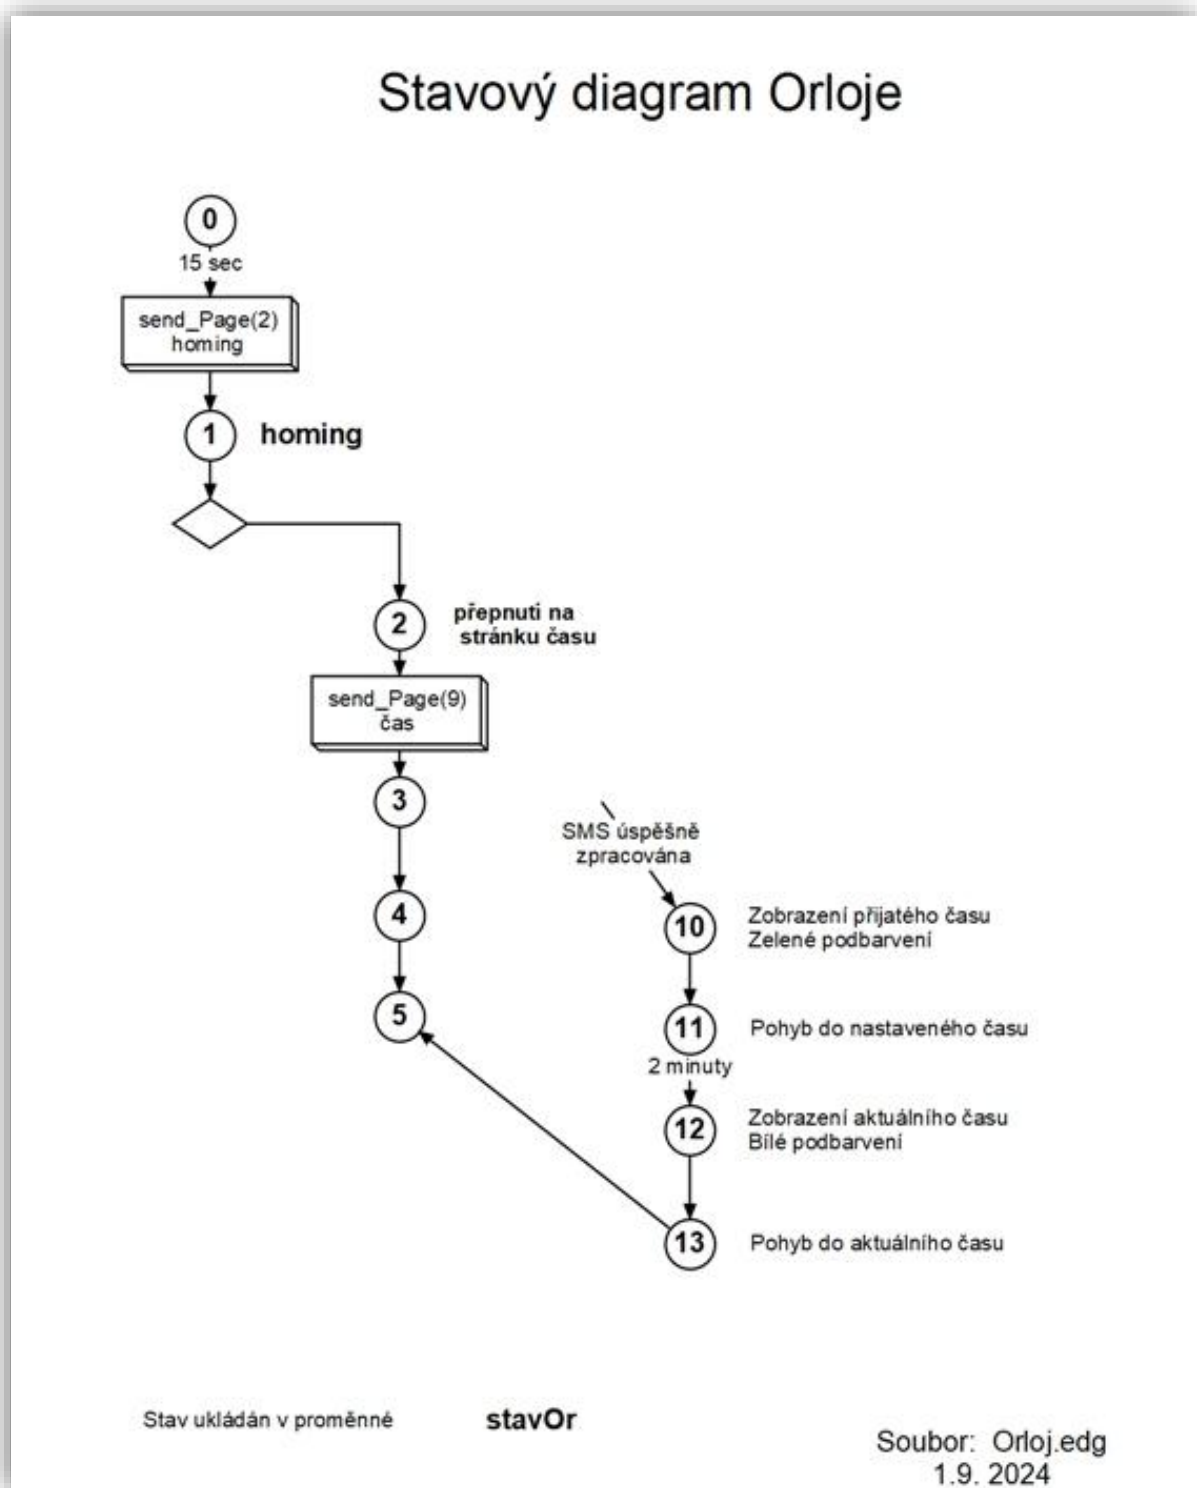 Stavový diagram Orloje
0
15 sec
send_Page(2)
homing
1
homing
2
přepnutí na
stránku času
send_Page(9)
čas
3
4
5
SMS úspěšně
zpracována
10
Zobrazení přijatého času
Zelené podbarvení
11
Pohyb do nastaveného času
2 minuty
12
Zobrazení aktuálního času
Bílé podbarvení
13
Pohyb do aktuálního času
Stav ukládán v proměnné
stavOr
Soubor: Orloj.edg
1.9. 2024